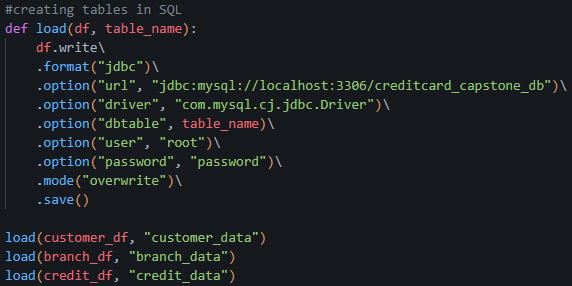 #creating tables in SQL
def load(df, table_name):
    df.write\
    .format("jdbc")\
    .option("url", "jdbc:mysql://localhost:3306/creditcard_capstone_db")\
    .option("driver", "com.mysql.cj.jdbc.Driver")\
    .option("dbtable", table_name)\
    .option("user", "root")\
    .option("password", "password")\
    .mode("overwrite")\
    .save()

load(customer_df, "customer_data")
load(branch_df, "branch_data")
load(credit_df, "credit_data")